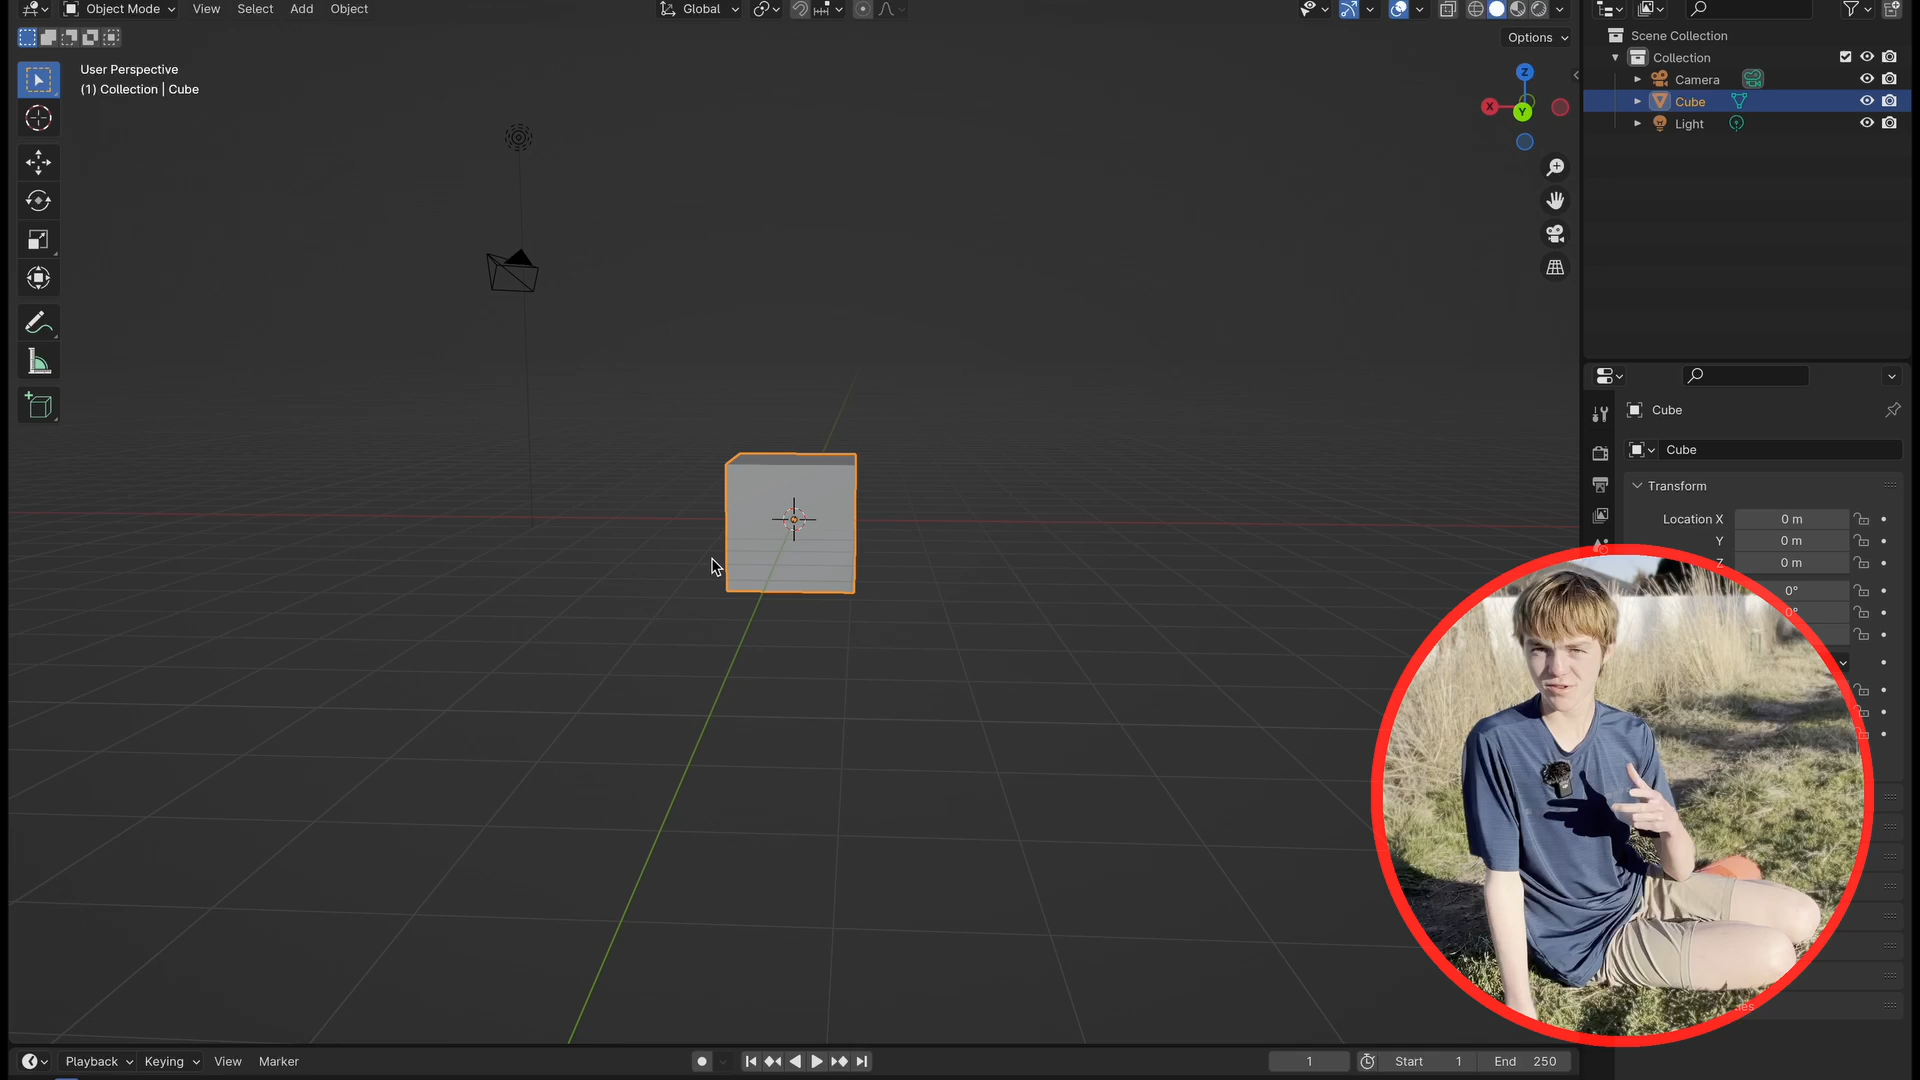 Object Mode View Select Add Object Global
Options
User Perspective
(1) Collection | Cube
X
Y
Z
Scene Collection
Collection
Camera
Cube
Light
Cube
Cube
Transform
Location X 0 m
Y 0 m
Z 0 m
0°
0°
Playback Keying View Marker 1 Start 1 End 250